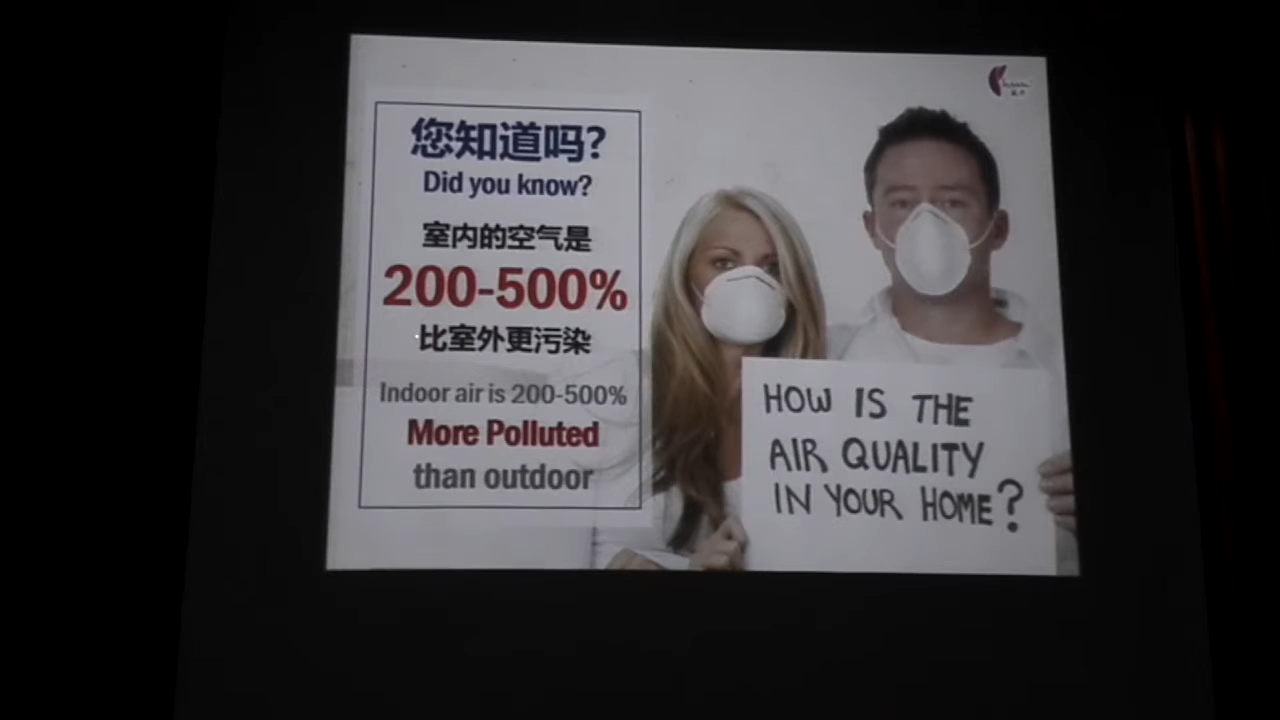 您知道吗?
Did you know?
室内的空气是
200-500%
比室外更污染
Indoor air is 200-500%
More Polluted
than outdoor
HOW IS THE
AIR QUALITY
IN YOUR HOME?